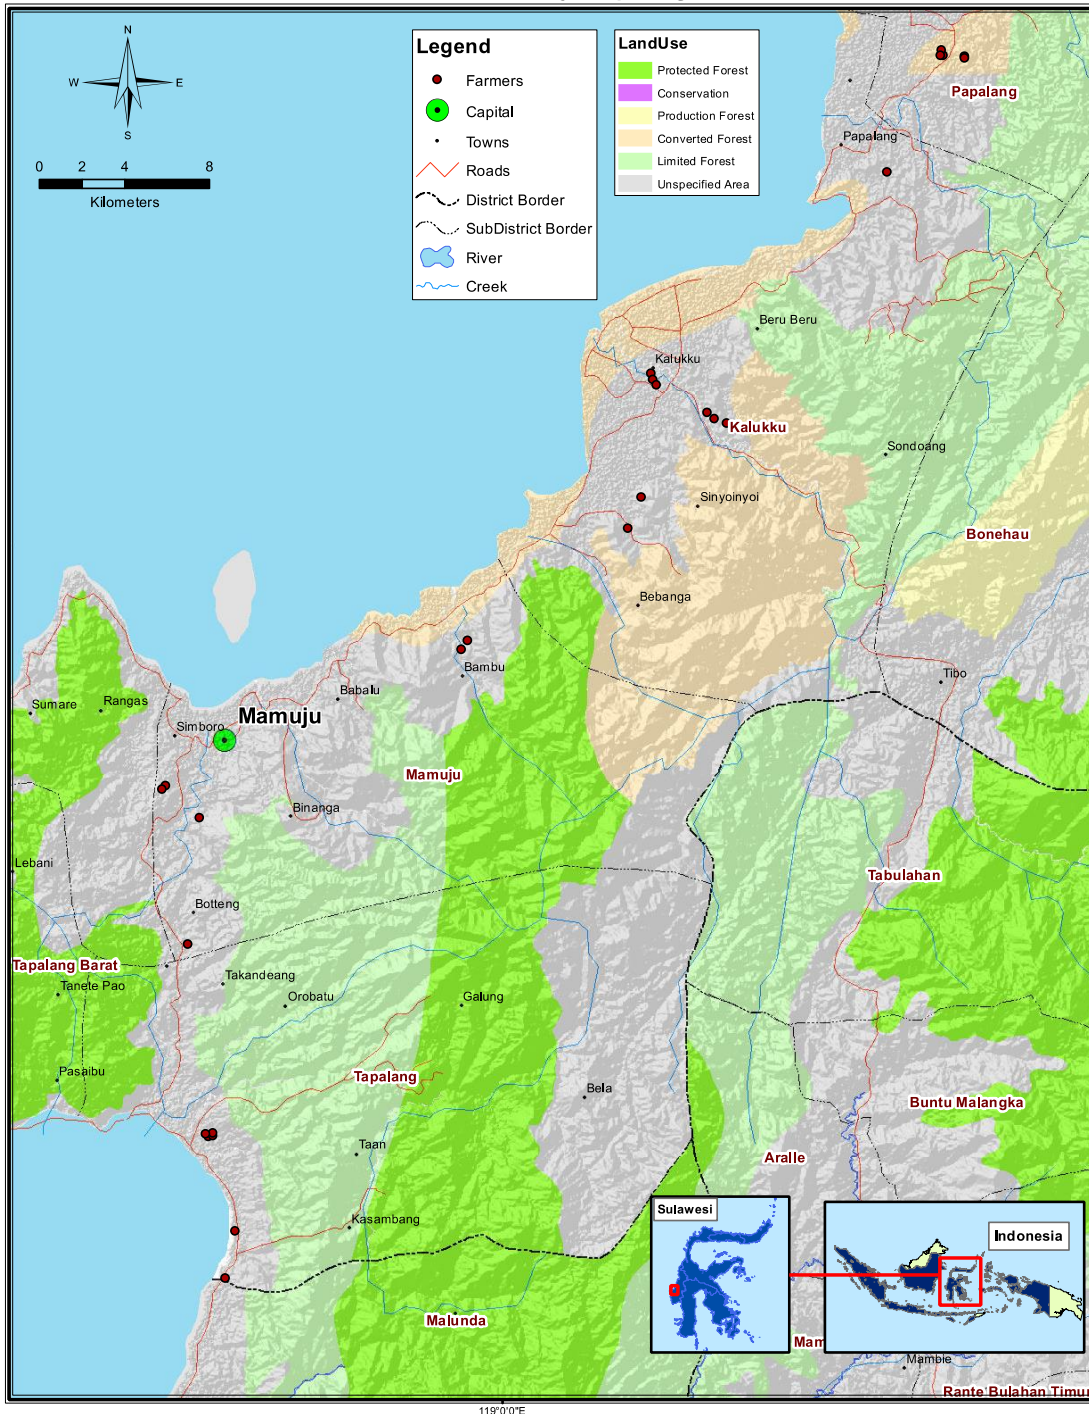 N
W
E
S
0 2 4 8
Kilometers
Legend
Farmers
Capital
Towns
Roads
District Border
SubDistrict Border
River
Creek
LandUse
Protected Forest
Conservation
Production Forest
Converted Forest
Limited Forest
Unspecified Area
Papalang
Papalang
Beru Beru
Kalukku
Kalukku
Sondoang
Sinyoinyoi
Bonehau
Bebanga
Bambu
Tibo
Babalu
Sumare
Rangas
Mamuju
Simboro
Mamuju
Binanga
Lebani
Tabulahan
Botteng
Tapalang Barat
Takandeang
Tanete Pao
Orobatu
Galung
Tapalang
Pasaibu
Bela
Buntu Malangka
Taan
Aralle
Kasambang
Sulawesi
Indonesia
Malunda
Mam
Mambie
Rante Bulahan Timur
119°0'0"E